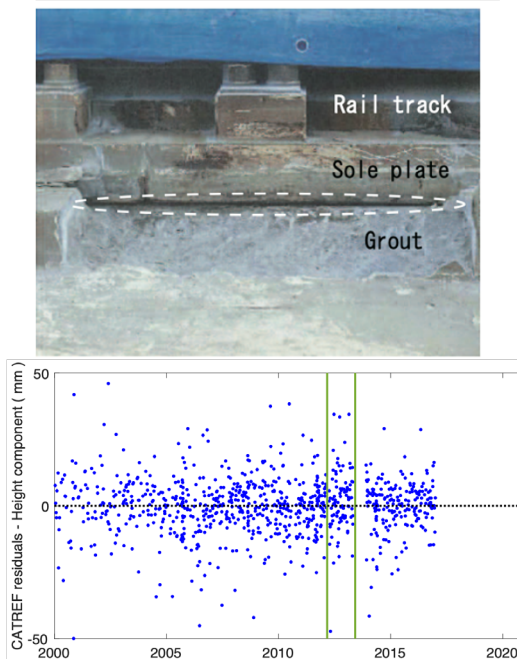 Rail track
Sole plate
Grout
CATREF residuals - Height component ( mm )
50
0
-50
2000
2005
2010
2015
2020